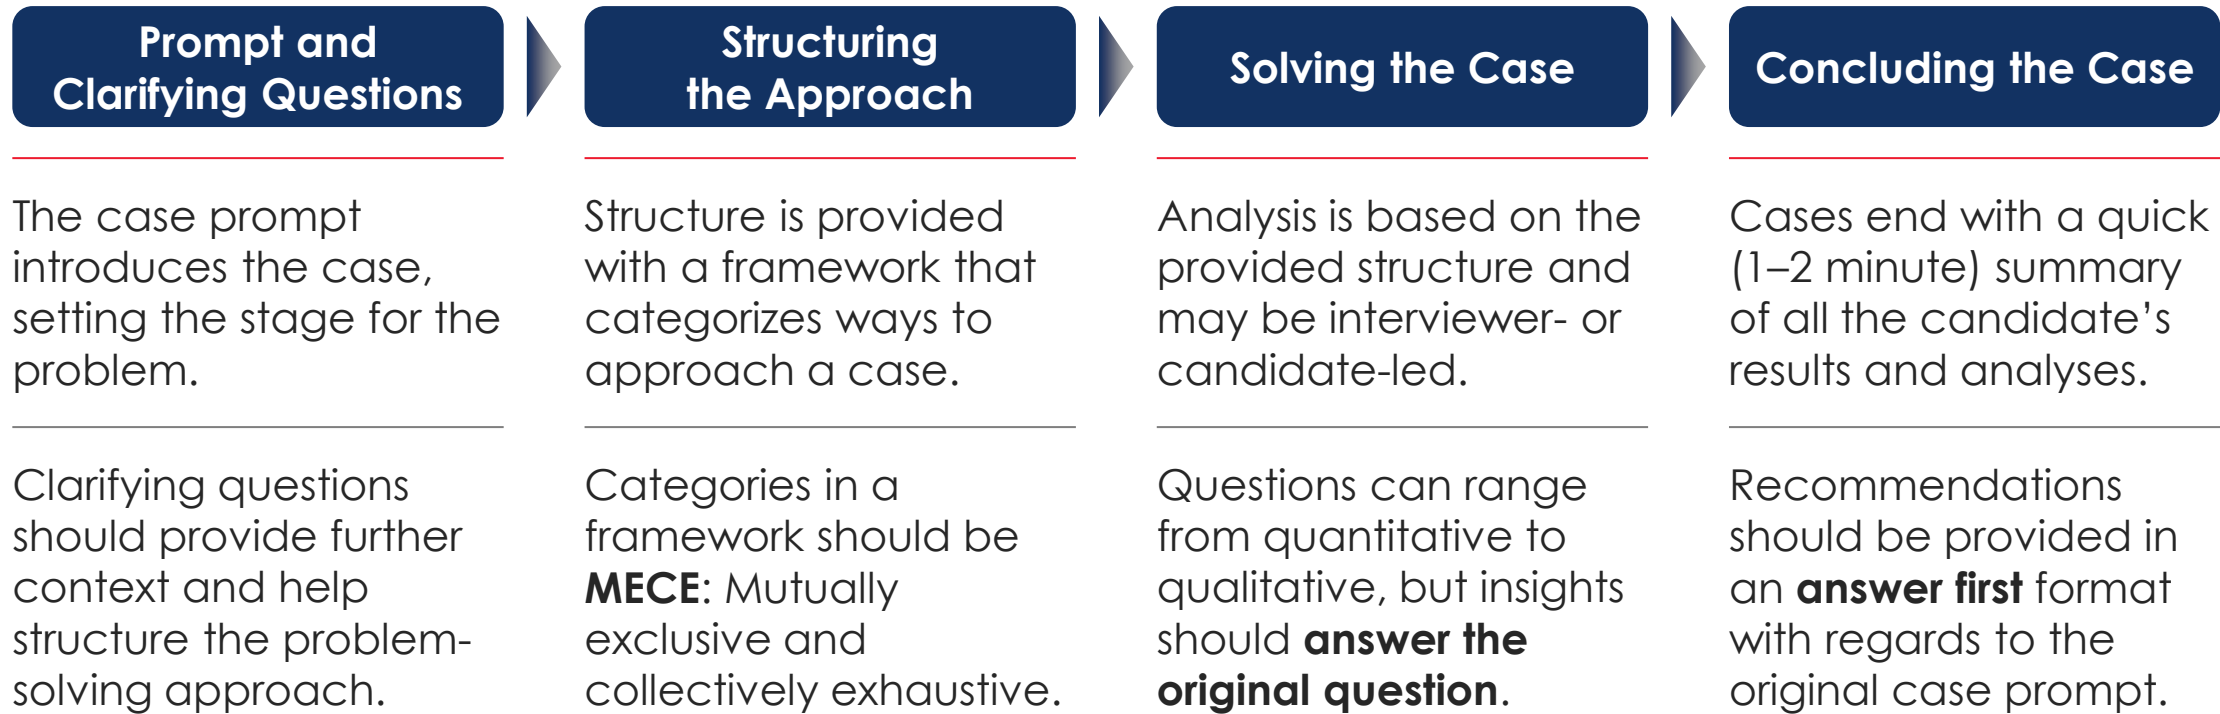 Prompt and
Clarifying Questions
The case prompt
introduces the case,
setting the stage for the
problem.
Clarifying questions
should provide further
context and help
structure the problem-
solving approach.
Structuring
the Approach
Structure is provided
with a framework that
categorizes ways to
approach a case.
Categories in a
framework should be
MECE: Mutually
exclusive and
collectively exhaustive.
Solving the Case
Analysis is based on the
provided structure and
may be interviewer- or
candidate-led.
Questions can range
from quantitative to
qualitative, but insights
should answer the
original question.
Concluding the Case
Cases end with a quick
(1–2 minute) summary
of all the candidate’s
results and analyses.
Recommendations
should be provided in
an answer first format
with regards to the
original case prompt.